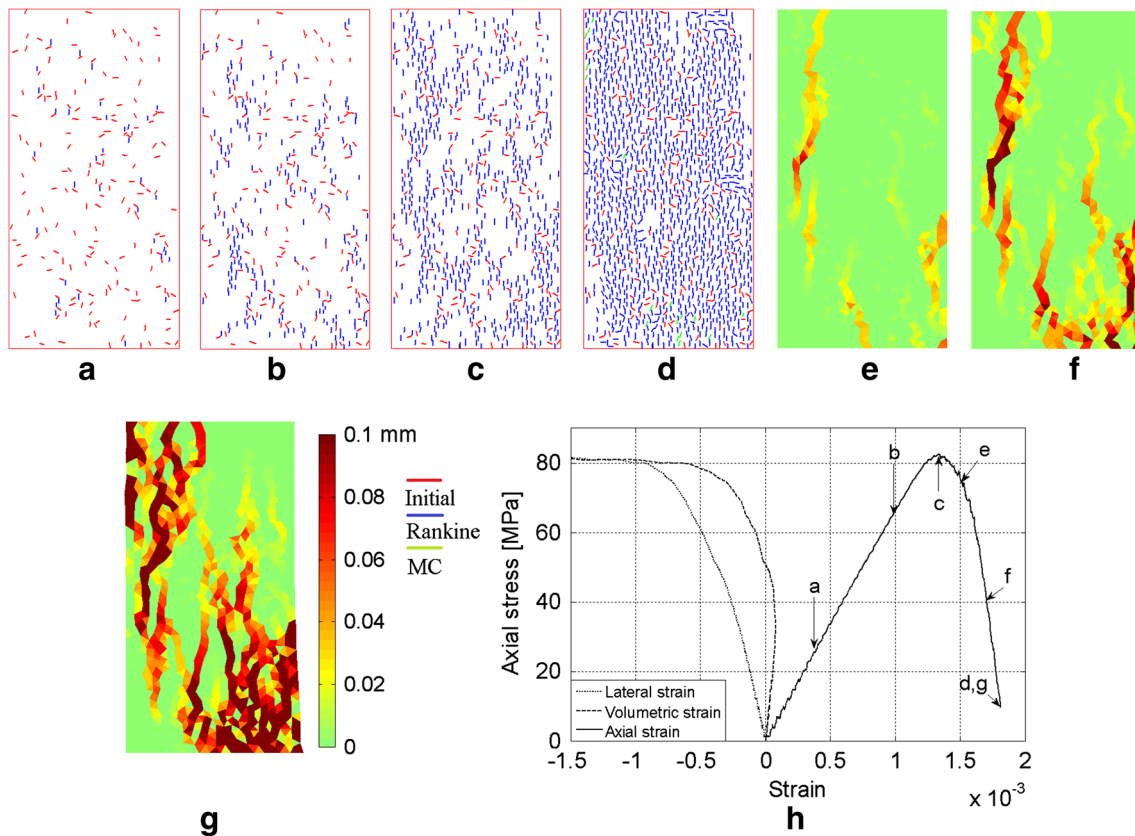 a
b
c
d
e
f
0.1 mm
0.08
0.06
0.04
0.02
0
Initial
Rankine
MC
g
Axial stress [MPa]
80
60
40
20
0
a
b
c
e
f
d,g
Lateral strain
Volumetric strain
Axial strain
-1.5
-1
-0.5
0
0.5
1
1.5
2
Strain
x 10⁻³
h